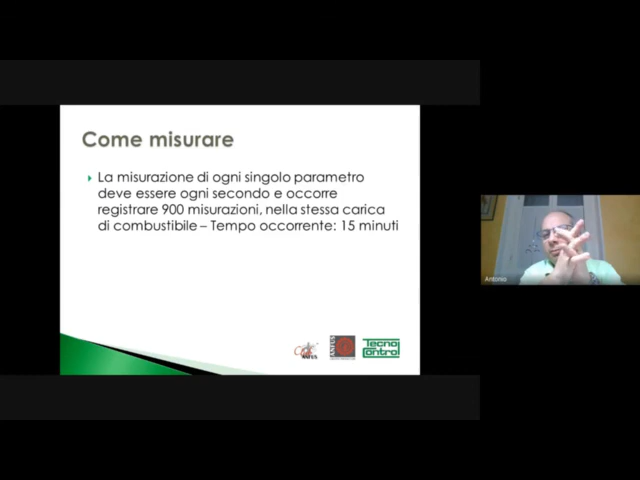 Come misurare
La misurazione di ogni singolo parametro
deve essere ogni secondo e occorre
registrare 900 misurazioni, nella stessa carica
di combustibile – Tempo occorrente: 15 minuti
Antonio
ANFUS
Tecno
Control